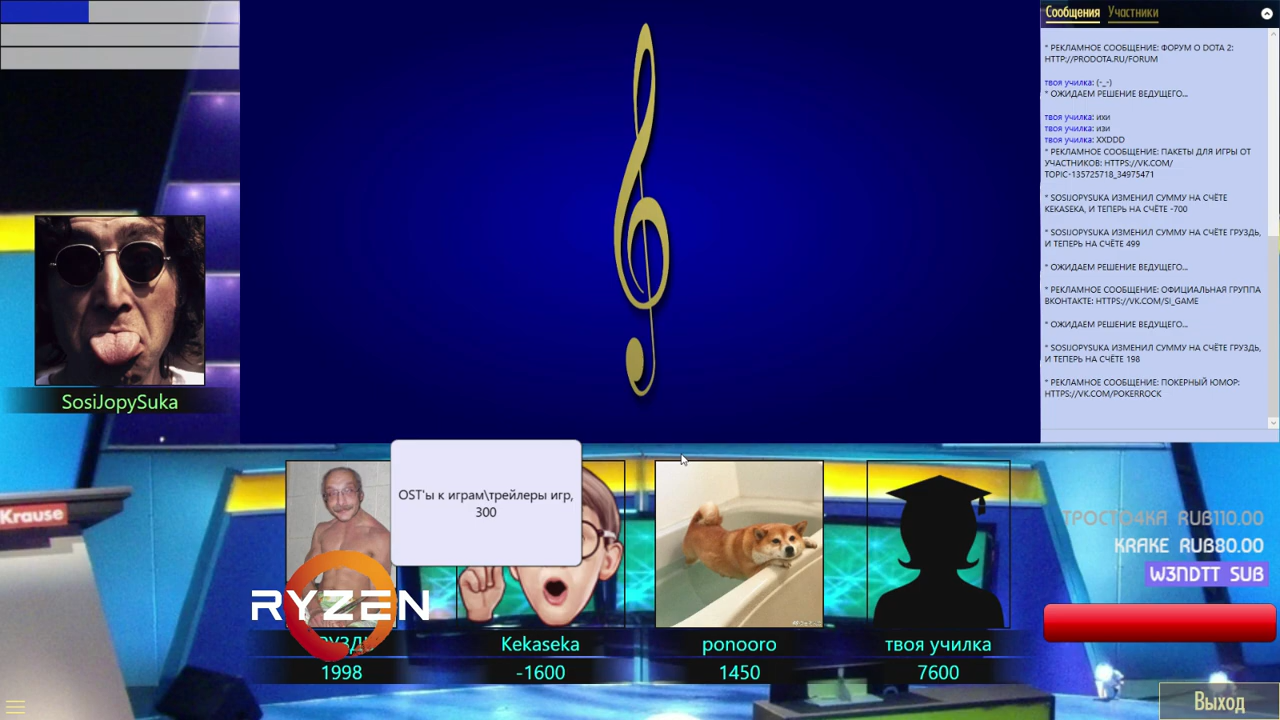 Сообщения Участники
* РЕКЛАМНОЕ СООБЩЕНИЕ: ФОРУМ О DOTA 2:
HTTP://PRODOTA.RU/FORUM
твоя училка: (-_-)
* ОЖИДАЕМ РЕШЕНИЕ ВЕДУЩЕГО...
твоя училка: ихи
твоя училка: изи
твоя училка: XXDDD
* РЕКЛАМНОЕ СООБЩЕНИЕ: ПАКЕТЫ ДЛЯ ИГРЫ ОТ
УЧАСТНИКОВ: HTTPS://VK.COM/
TOPIC-135725718_34975471
* SOSIJOPYSUKA ИЗМЕНИЛ СУММУ НА СЧЁТЕ
KEKASEKA, И ТЕПЕРЬ НА СЧЁТЕ -700
* SOSIJOPYSUKA ИЗМЕНИЛ СУММУ НА СЧЁТЕ ГРУЗДЬ,
И ТЕПЕРЬ НА СЧЁТЕ 499
* ОЖИДАЕМ РЕШЕНИЕ ВЕДУЩЕГО...
* РЕКЛАМНОЕ СООБЩЕНИЕ: ОФИЦИАЛЬНАЯ ГРУППА
ВКОНТАКТЕ: HTTPS://VK.COM/SI_GAME
* ОЖИДАЕМ РЕШЕНИЕ ВЕДУЩЕГО...
* SOSIJOPYSUKA ИЗМЕНИЛ СУММУ НА СЧЁТЕ ГРУЗДЬ,
И ТЕПЕРЬ НА СЧЁТЕ 198
* РЕКЛАМНОЕ СООБЩЕНИЕ: ПОКЕРНЫЙ ЮМОР:
HTTPS://VK.COM/POKERROCK
SosiJopySuka
OST'ы к играм\трейлеры игр,
300
Krause
RYZEN
Kekaseka
ponooro
твоя училка
1998
-1600
1450
7600
ТРОСТО4КА RUB110.00
KRAKE RUB80.00
W3NDTT SUB
Выход